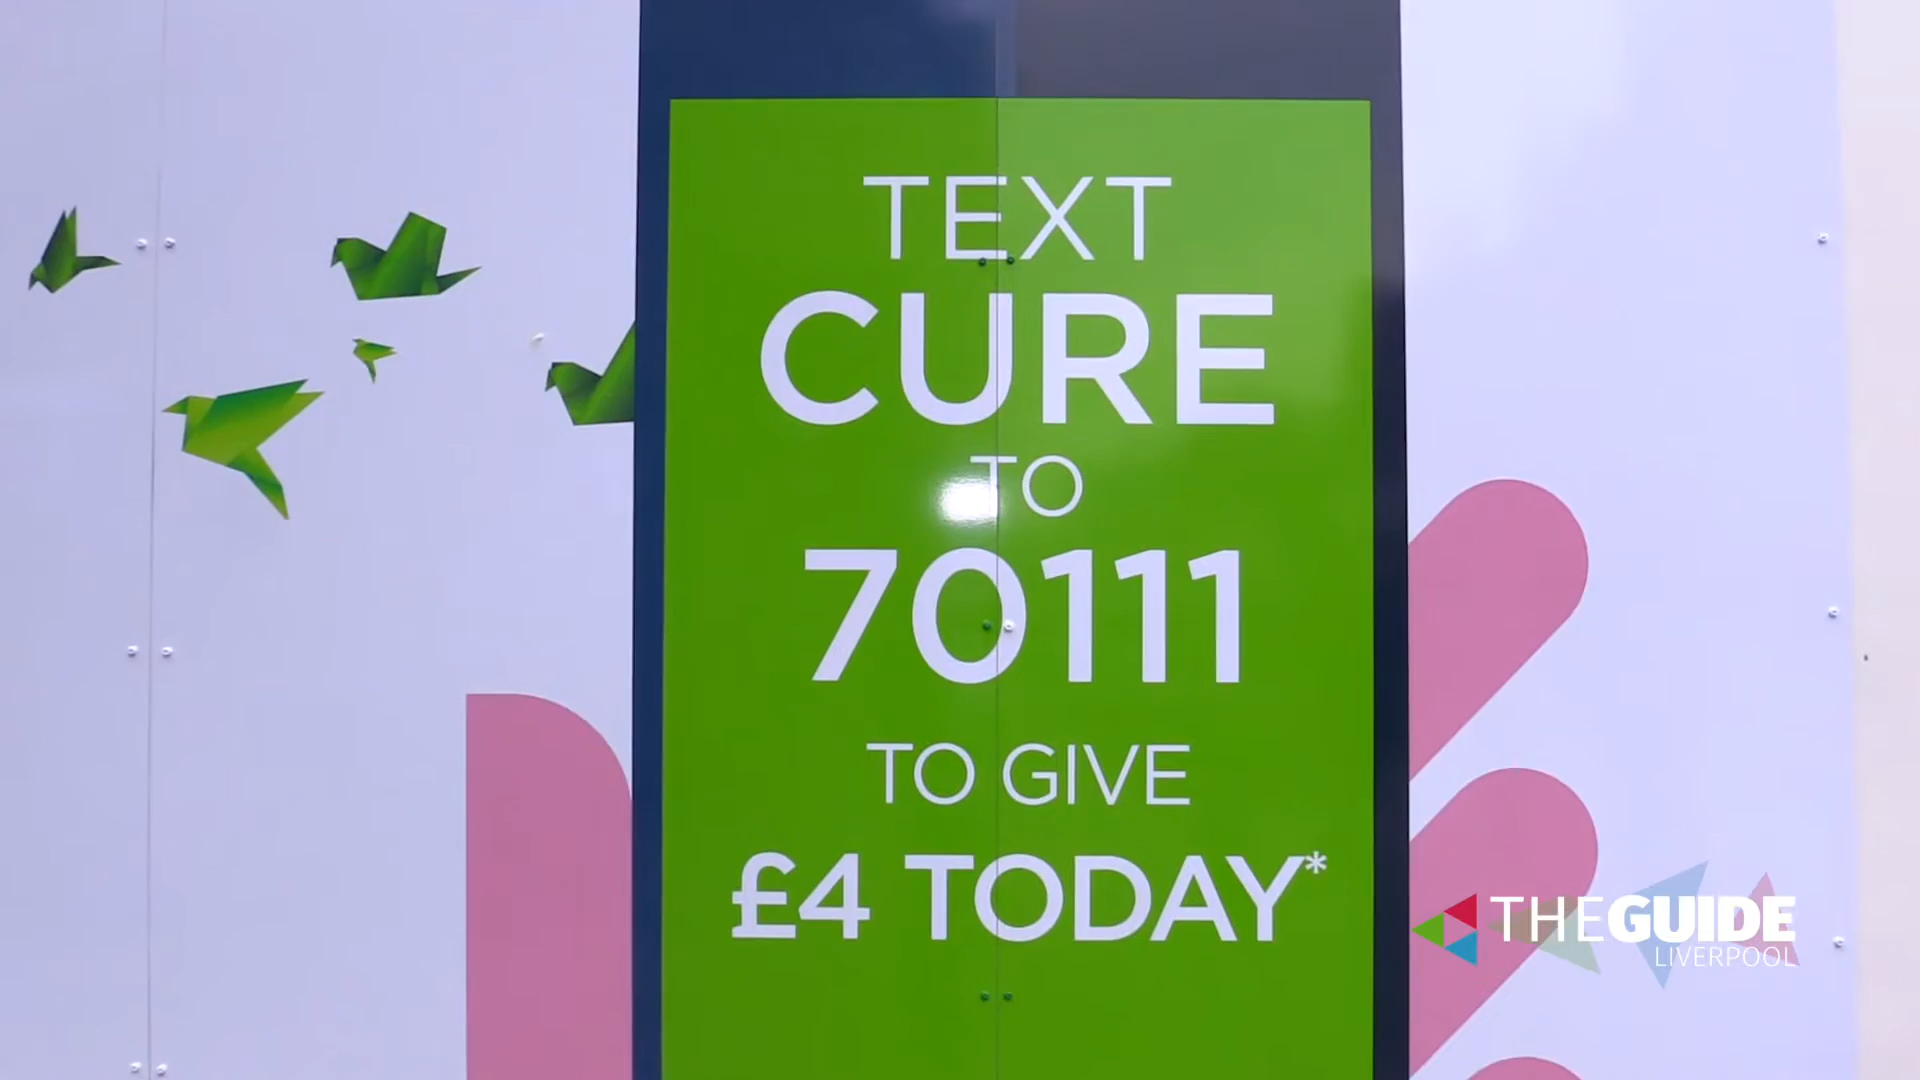 TEXT
CURE
TO
70111
TO GIVE
£4 TODAY*
THEGUIDE
LIVERPOOL